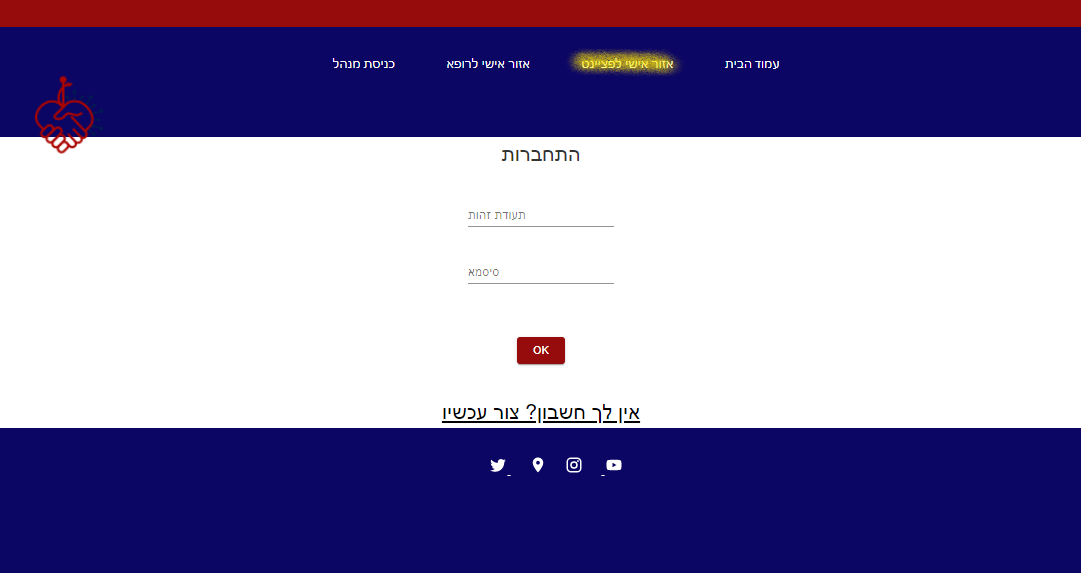 עמוד הבית אזור אישי לפציינט אזור אישי לרופא כניסת מנהל
התחברות
תעודת זהות
סיסמא
OK
אין לך חשבון? צור עכשיו